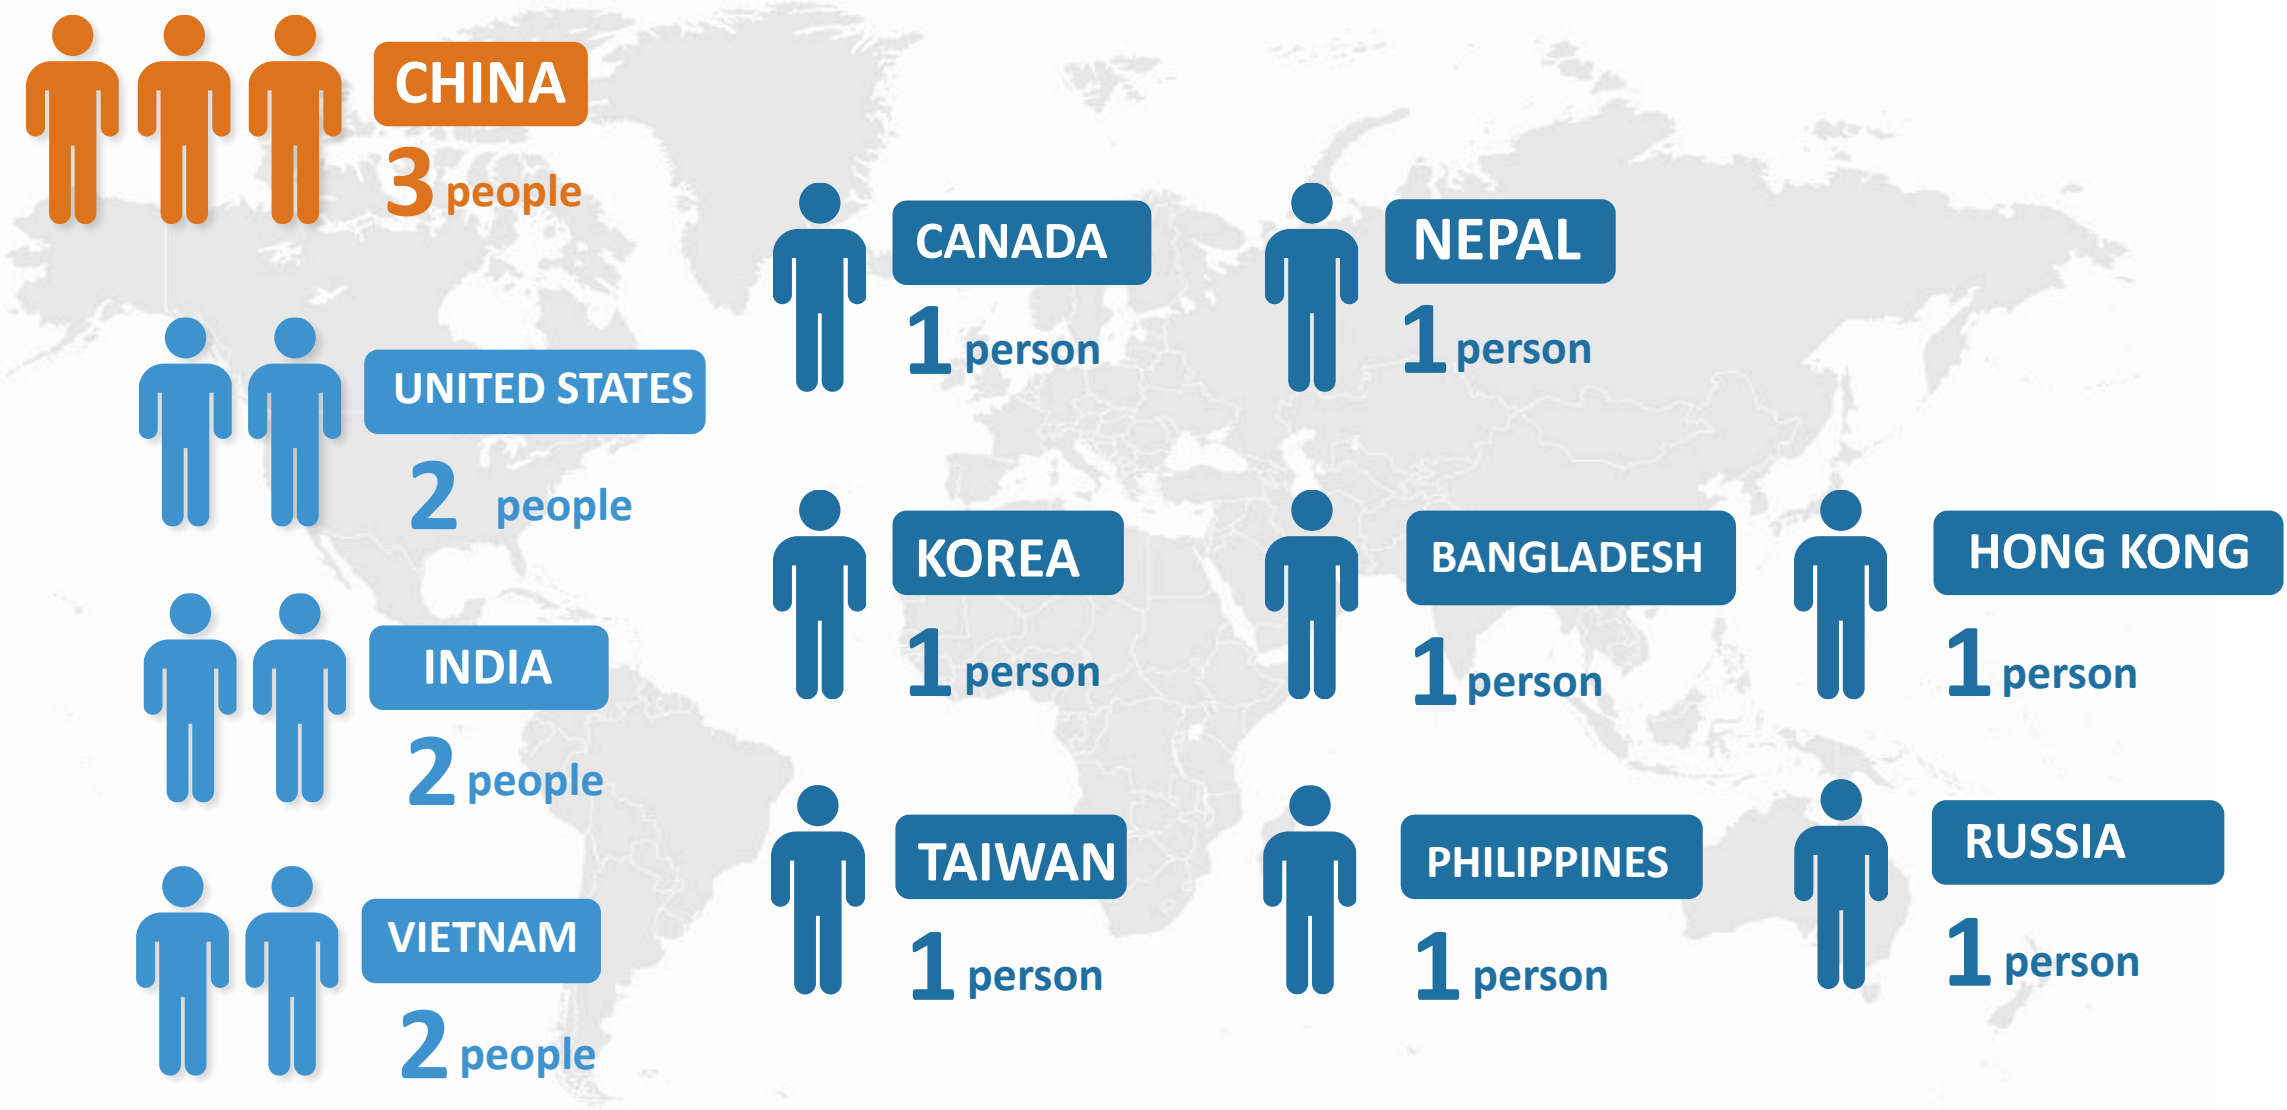 CHINA
3 people
UNITED STATES
2 people
INDIA
2 people
VIETNAM
2 people
CANADA
1 person
NEPAL
1 person
KOREA
1 person
BANGLADESH
1 person
HONG KONG
1 person
TAIWAN
1 person
PHILIPPINES
1 person
RUSSIA
1 person